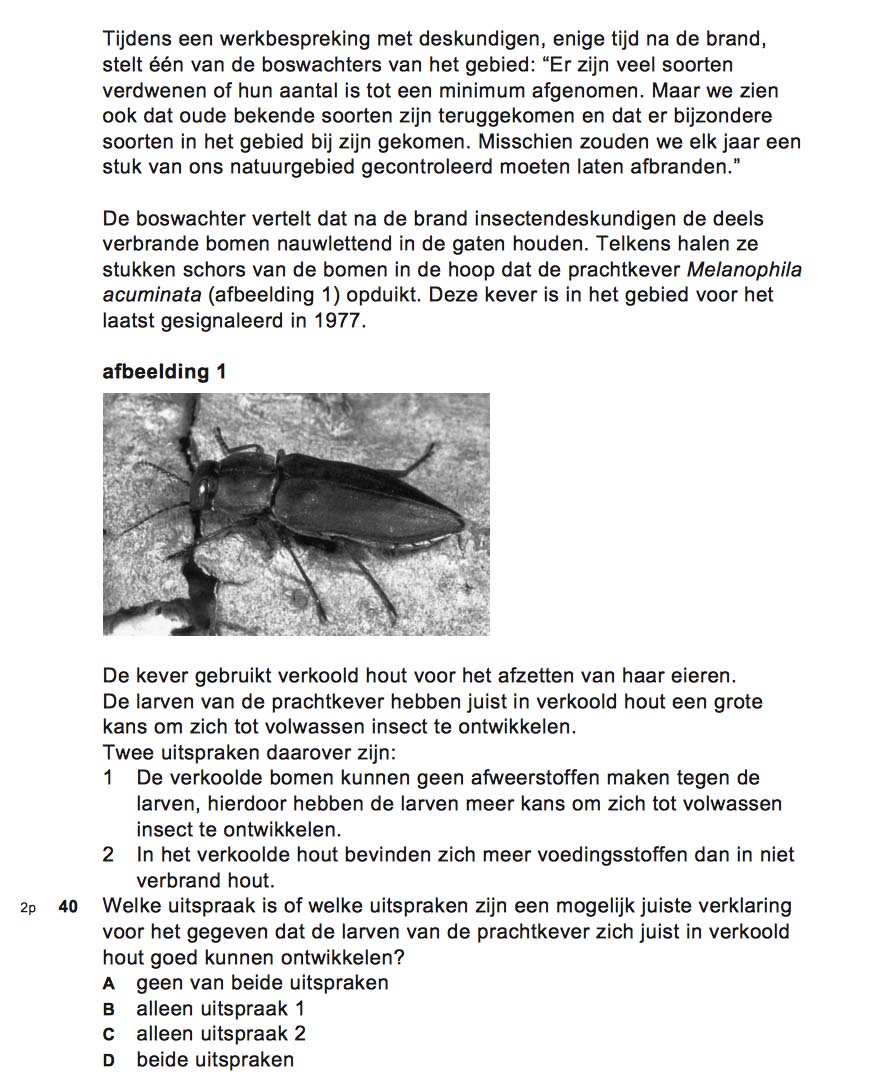 Tijdens een werkbespreking met deskundigen, enige tijd na de brand,
stelt één van de boswachters van het gebied: “Er zijn veel soorten
verdwenen of hun aantal is tot een minimum afgenomen. Maar we zien
ook dat oude bekende soorten zijn teruggekomen en dat er bijzondere
soorten in het gebied bij zijn gekomen. Misschien zouden we elk jaar een
stuk van ons natuurgebied gecontroleerd moeten laten afbranden.”
De boswachter vertelt dat na de brand insectendeskundigen de deels
verbrande bomen nauwlettend in de gaten houden. Telkens halen ze
stukken schors van de bomen in de hoop dat de prachtkever Melanophila
acuminata (afbeelding 1) opduikt. Deze kever is in het gebied voor het
laatst gesignaleerd in 1977.
afbeelding 1
De kever gebruikt verkoold hout voor het afzetten van haar eieren.
De larven van de prachtkever hebben juist in verkoold hout een grote
kans om zich tot volwassen insect te ontwikkelen.
Twee uitspraken daarover zijn:
1 De verkoolde bomen kunnen geen afweerstoffen maken tegen de
larven, hierdoor hebben de larven meer kans om zich tot volwassen
insect te ontwikkelen.
2 In het verkoolde hout bevinden zich meer voedingsstoffen dan in niet
verbrand hout.
2p 40 Welke uitspraak is of welke uitspraken zijn een mogelijk juiste verklaring
voor het gegeven dat de larven van de prachtkever zich juist in verkoold
hout goed kunnen ontwikkelen?
A geen van beide uitspraken
B alleen uitspraak 1
C alleen uitspraak 2
D beide uitspraken